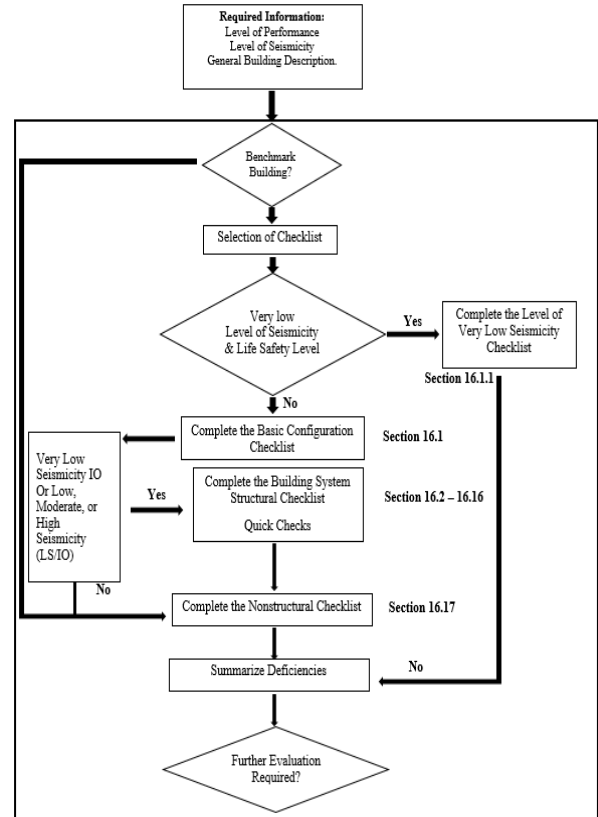 Required Information:
Level of Performance
Level of Seismicity
General Building Description.
Benchmark
Building?
Selection of Checklist
Very low
Level of Seismicity
& Life Safety Level
Yes
Complete the Level of
Very Low Seismicity
Checklist
Section 16.1.1
No
Complete the Basic Configuration
Checklist
Section 16.1
Very Low
Seismicity IO
Or Low,
Moderate, or
High
Seismicity
(LS/IO)
Yes
Complete the Building System
Structural Checklist
Quick Checks
Section 16.2 – 16.16
No
Complete the Nonstructural Checklist
Section 16.17
Summarize Deficiencies
No
Further Evaluation
Required?